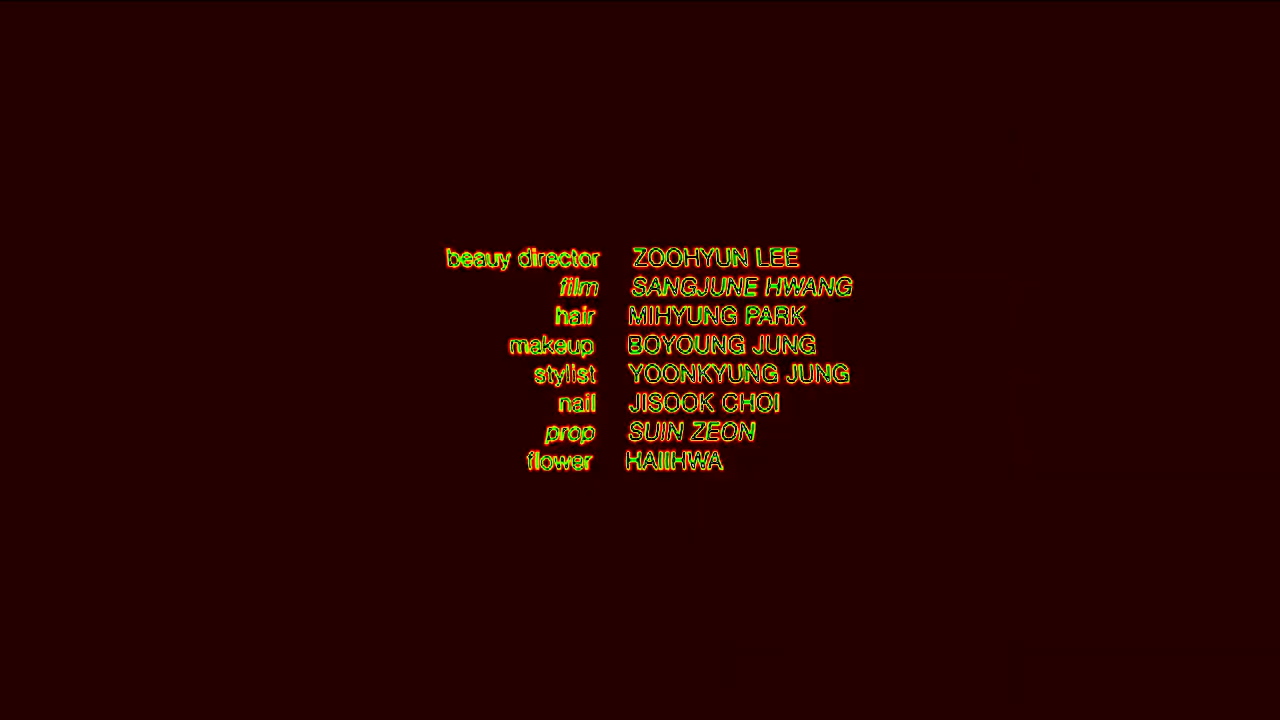 beauy director ZOOHYUN LEE
film SANGJUNE HWANG
hair MIHYUNG PARK
makeup BOYOUNG JUNG
stylist YOONKYUNG JUNG
nail JISOOK CHOI
prop SUIN ZEON
flower HAIIHWA